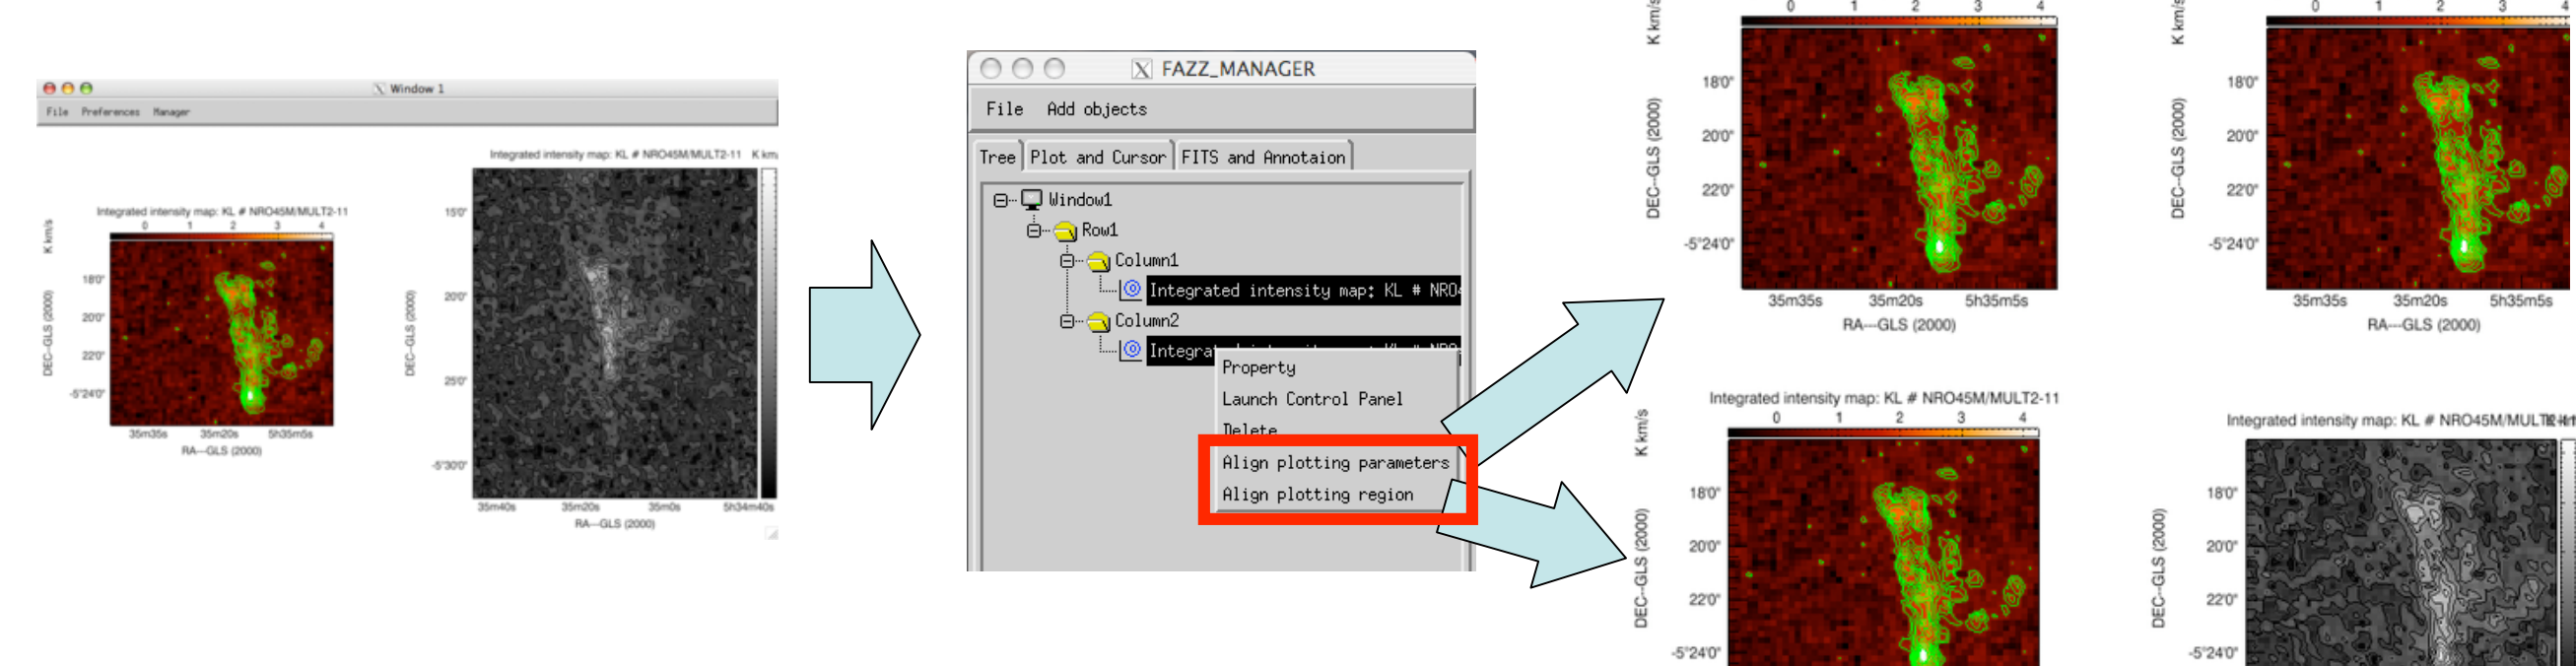 Window 1
File Preferences Manager
Integrated intensity map: KL # NRO45M/MULT2-11 K km/
Integrated intensity map: KL # NRO45M/MULT2-11
0 1 2 3 4
K km/s
DEC--GLS (2000)
18'0"
20'0"
22'0"
-5°24'0"
35m35s 35m20s 5h35m5s
RA---GLS (2000)
DEC--GLS (2000)
15'0"
20'0"
25'0"
-5°30'0"
35m40s 35m20s 35m0s 5h34m40s
RA---GLS (2000)
FAZZ_MANAGER
File Add objects
Tree Plot and Cursor FITS and Annotaion
Window1
Row1
Column1
Integrated intensity map: KL # NRO
Column2
Integra
Property
Launch Control Panel
Delete
Align plotting parameters
Align plotting region
0 1 2 3 4
K km/s
DEC--GLS (2000)
18'0"
20'0"
22'0"
-5°24'0"
35m35s 35m20s 5h35m5s
RA---GLS (2000)
0 1 2 3 4
K km/s
DEC--GLS (2000)
18'0"
20'0"
22'0"
-5°24'0"
35m35s 35m20s 5h35m5s
RA---GLS (2000)
Integrated intensity map: KL # NRO45M/MULT2-11
0 1 2 3 4
K km/s
DEC--GLS (2000)
18'0"
20'0"
22'0"
-5°24'0"
Integrated intensity map: KL # NRO45M/MULT
DEC--GLS (2000)
18'0"
20'0"
22'0"
-5°24'0"